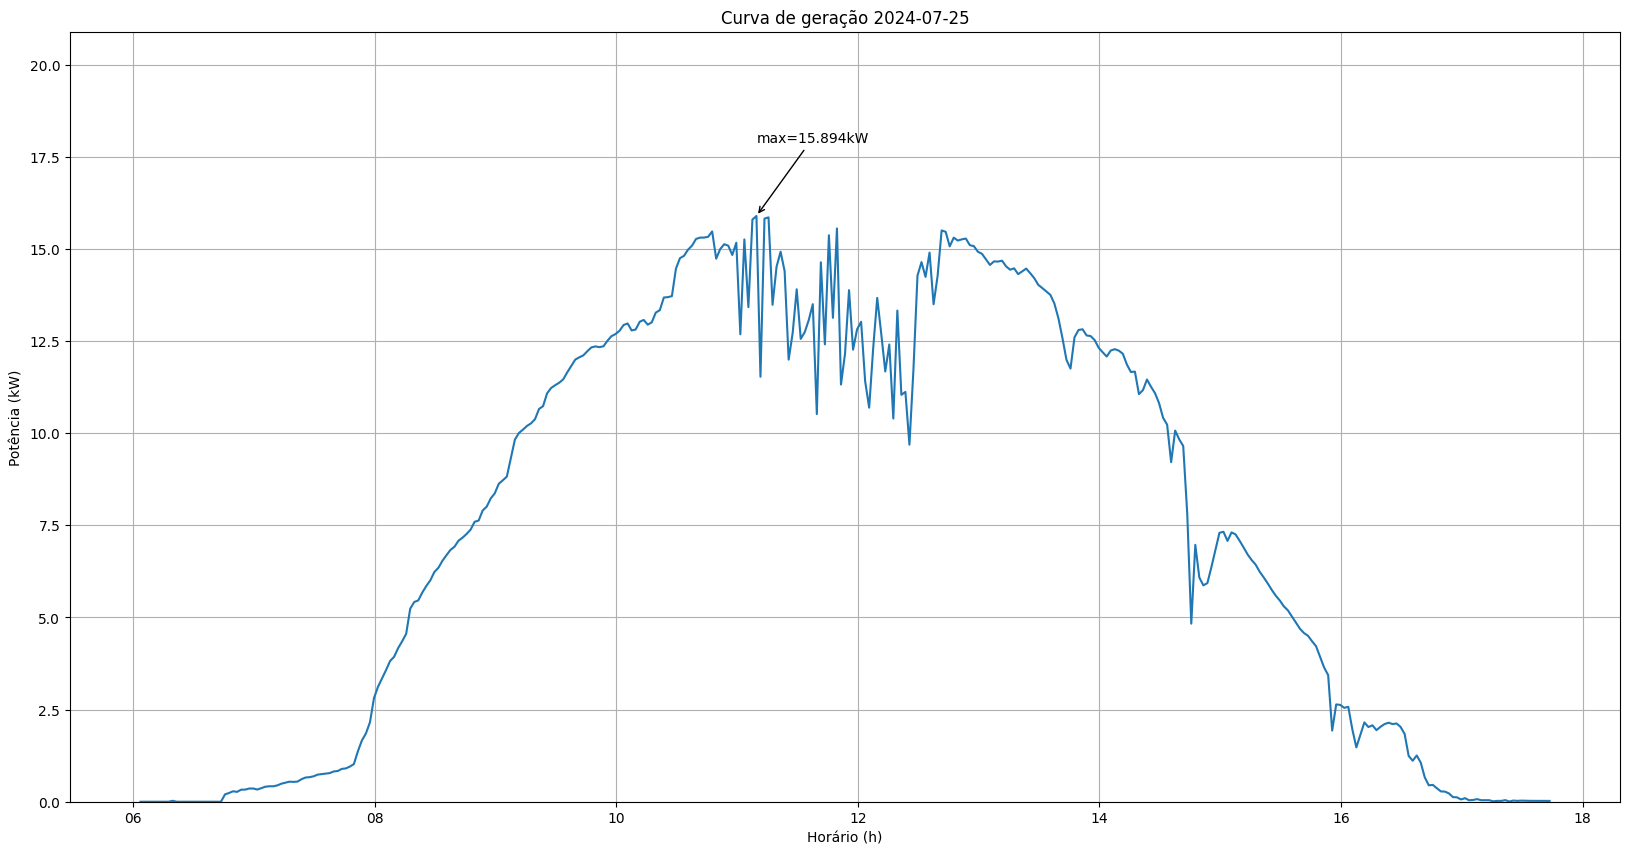 Curva de geração 2024-07-25
20.0
max=15.894kW
17.5
15.0
12.5
10.0
7.5
5.0
2.5
0.0
Potência (kW)
06 08 10 12 14 16 18
Horário (h)